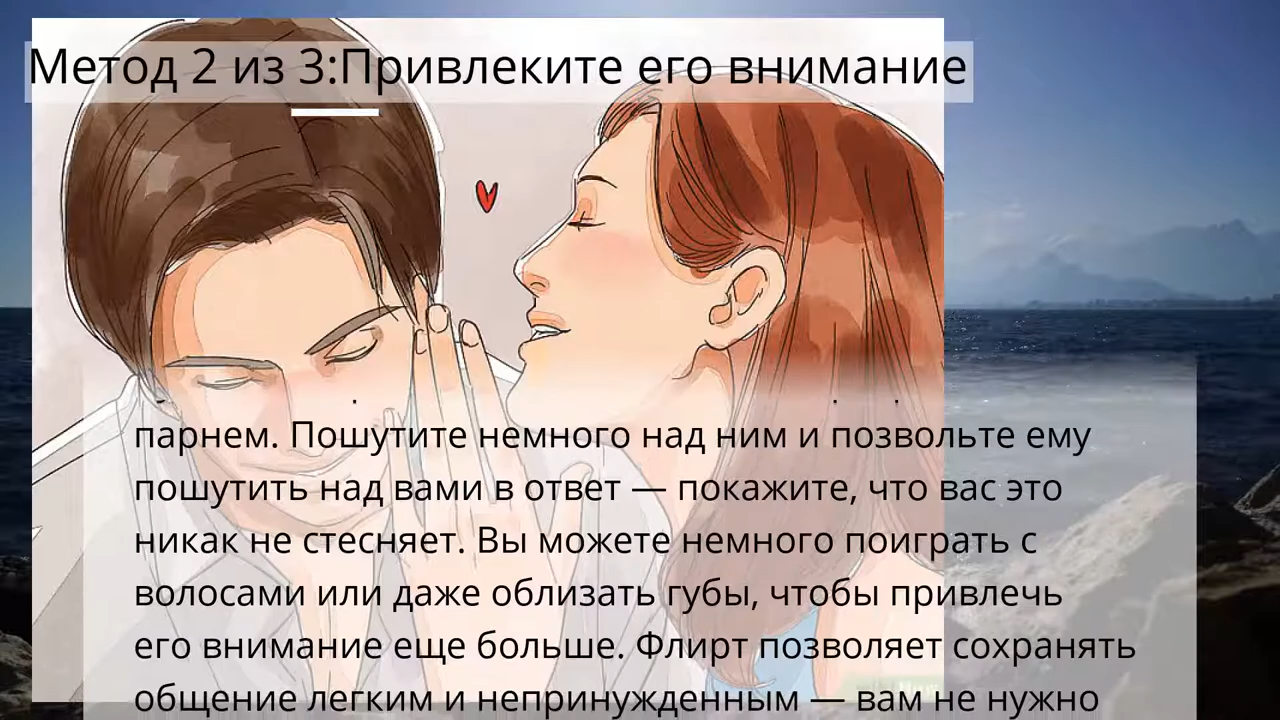 Метод 2 из 3:Привлеките его внимание
парнем. Пошутите немного над ним и позвольте ему
пошутить над вами в ответ — покажите, что вас это
никак не стесняет. Вы можете немного поиграть с
волосами или даже облизать губы, чтобы привлечь
его внимание еще больше. Флирт позволяет сохранять
общение легким и непринужденным — вам не нужно